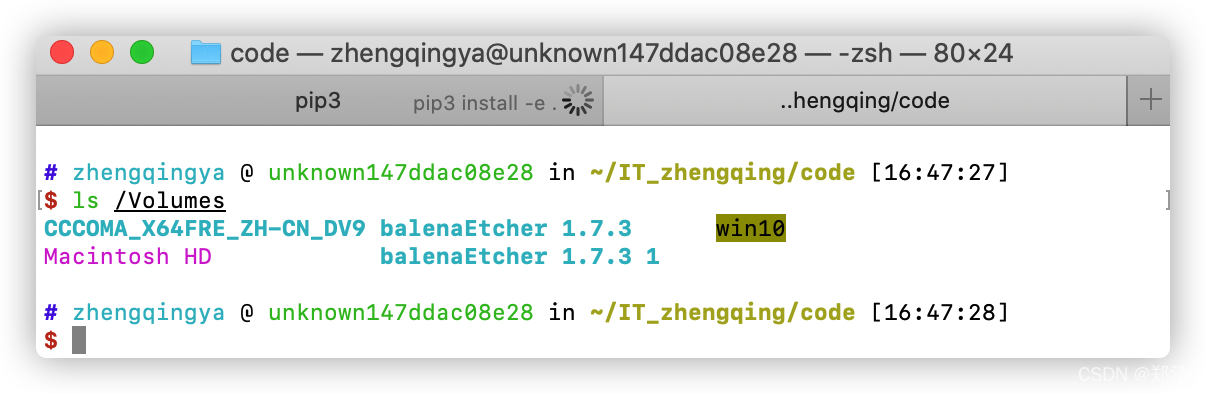 code — zhengqingya@unknown147ddac08e28 — -zsh — 80×24
pip3 pip3 install -e . ..hengqing/code
# zhengqingya @ unknown147ddac08e28 in ~/IT_zhengqing/code [16:47:27]
$ ls /Volumes
CCCOMA_X64FRE_ZH-CN_DV9 balenaEtcher 1.7.3 win10
Macintosh HD balenaEtcher 1.7.3 1
# zhengqingya @ unknown147ddac08e28 in ~/IT_zhengqing/code [16:47:28]
$
CSDN @郑